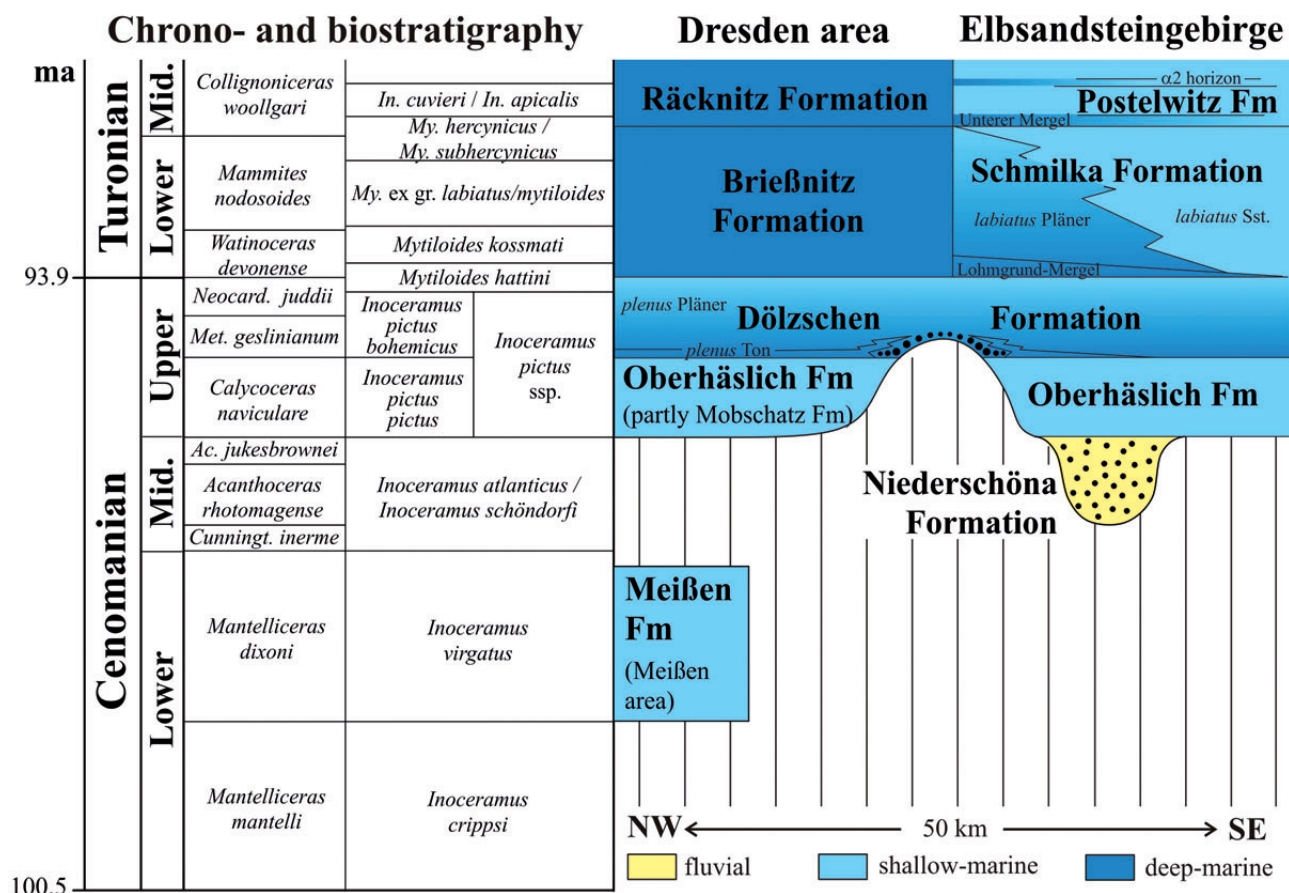 Chrono- and biostratigraphy
Dresden area
Elbsandsteingebirge
ma
93.9
100.5
Turonian
Cenomanian
Mid.
Lower
Upper
Mid.
Lower
Collignoniceras
woollgari
Mammites
nodosoides
Watinoceras
devonense
Neocard. juddii
Met. geslinianum
Calycoceras
naviculare
Ac. jukesbrownei
Acanthoceras
rhotomagense
Cunningt. inerme
Mantelliceras
dixoni
Mantelliceras
mantelli
In. cuvieri / In. apicalis
My. hercynicus /
My. subhercynicus
My. ex gr. labiatus/mytiloides
Mytiloides kossmati
Mytiloides hattini
Inoceramus
pictus
bohemicus
Inoceramus
pictus
pictus
Inoceramus
pictus
ssp.
Inoceramus atlanticus /
Inoceramus schöndorfi
Inoceramus
virgatus
Inoceramus
crippsi
Räcknitz Formation
Brießnitz
Formation
α2 horizon
Postelwitz Fm
Unterer Mergel
Schmilka Formation
labiatus Pläner
labiatus Sst.
Lohmgrund-Mergel
plenus Pläner
Dölzschen Formation
plenus Ton
Oberhäslich Fm
(partly Mobschatz Fm)
Oberhäslich Fm
Niederschöna
Formation
Meißen
Fm
(Meißen
area)
NW 50 km SE
fluvial
shallow-marine
deep-marine